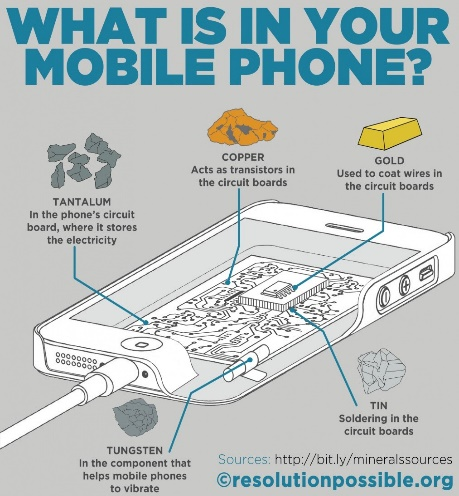 WHAT IS IN YOUR
MOBILE PHONE?
COPPER
Acts as transistors in
the circuit boards
GOLD
Used to coat wires in
the circuit boards
TANTALUM
In the phone's circuit
board, where it stores
the electricity
TIN
Soldering in the
circuit boards
TUNGSTEN
In the component that
helps mobile phones
to vibrate
Sources: http://bit.ly/mineralssources
©resolutionpossible.org